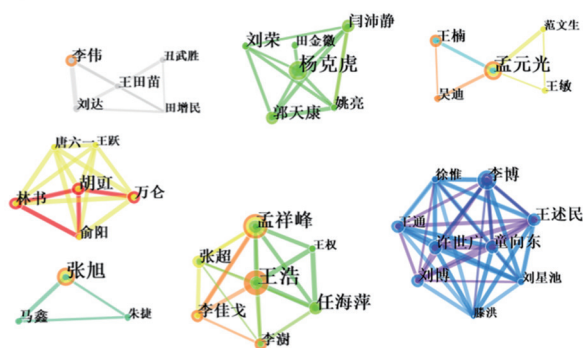 李伟
丑武胜
王田苗
刘达
田增民
刘荣
田金徽
闫沛静
杨克虎
郭天康
姚亮
王楠
范文生
孟元光
吴迪
王敏
唐六一
王跃
林书
胡豇
万仑
俞阳
张旭
马鑫
朱捷
孟祥峰
张超
王权
王浩
李佳戈
任海萍
李澍
徐惟
李博
王通
王述民
许世广
童向东
刘博
刘星池
滕洪